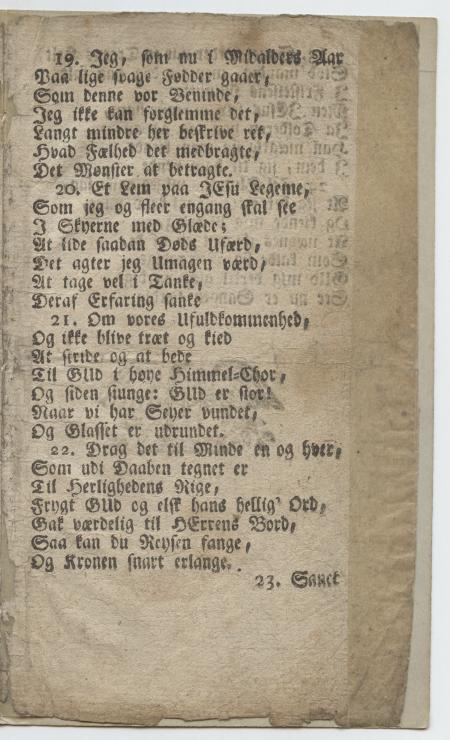 19. Jeg, som nu i Midalders Aar
Paa lige svage Fødder gaaer,
Som denne vor Veninde,
Jeg ikke kan forglemme det,
Langt mindre her beskrive ret,
Hvad Fælhed det medbragte,
Det Mønster at betragte.
20. Et Lem paa JEsu Legeme,
Som jeg og fleer engang skal see
I Skyerne med Glæde;
At lide saadan Døds Ufærd,
Det agter jeg Umagen værd,
At tage vel i Tanke,
Deraf Erfaring sanke
21. Om vores Ufuldkommenhed,
Og ikke blive træt og kied
At stride og at bede
Til GUd i høye Himmel-Chor,
Og siden siunge: GUd er stor!
Naar vi har Seyer vundet,
Og Glasset er udrundet.
22. Drag det til Minde en og hver,
Som udi Daaben tegnet er
Til Herlighedens Rige,
Frygt GUd og elsk hans hellig' Ord,
Gak værdelig til HErrens Bord,
Saa kan du Reysen fange,
Og Kronen snart erlange.
23. Sanct